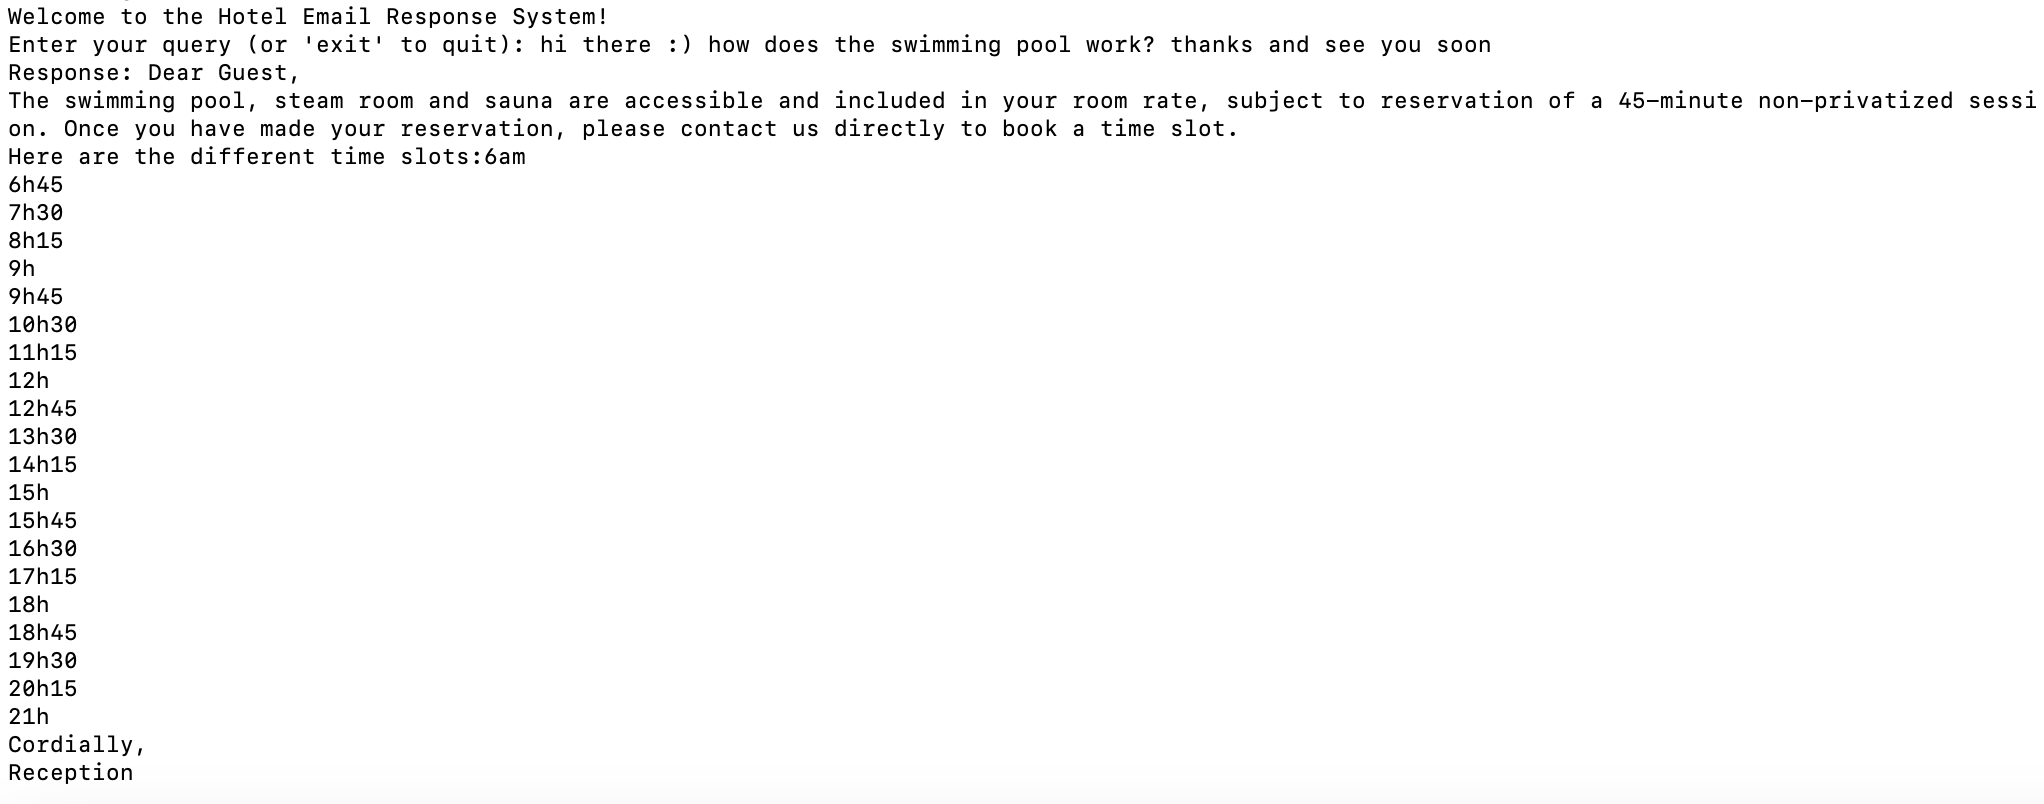 Welcome to the Hotel Email Response System!
Enter your query (or 'exit' to quit): hi there :) how does the swimming pool work? thanks and see you soon
Response: Dear Guest,
The swimming pool, steam room and sauna are accessible and included in your room rate, subject to reservation of a 45-minute non-privatized sessi
on. Once you have made your reservation, please contact us directly to book a time slot.
Here are the different time slots:6am
6h45
7h30
8h15
9h
9h45
10h30
11h15
12h
12h45
13h30
14h15
15h
15h45
16h30
17h15
18h
18h45
19h30
20h15
21h
Cordially,
Reception